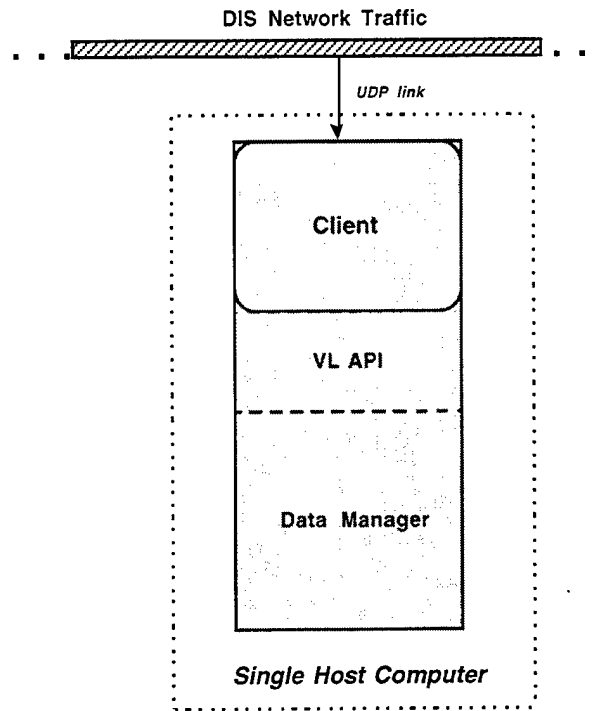 DIS Network Traffic
UDP link
Client
VL API
Data Manager
Single Host Computer